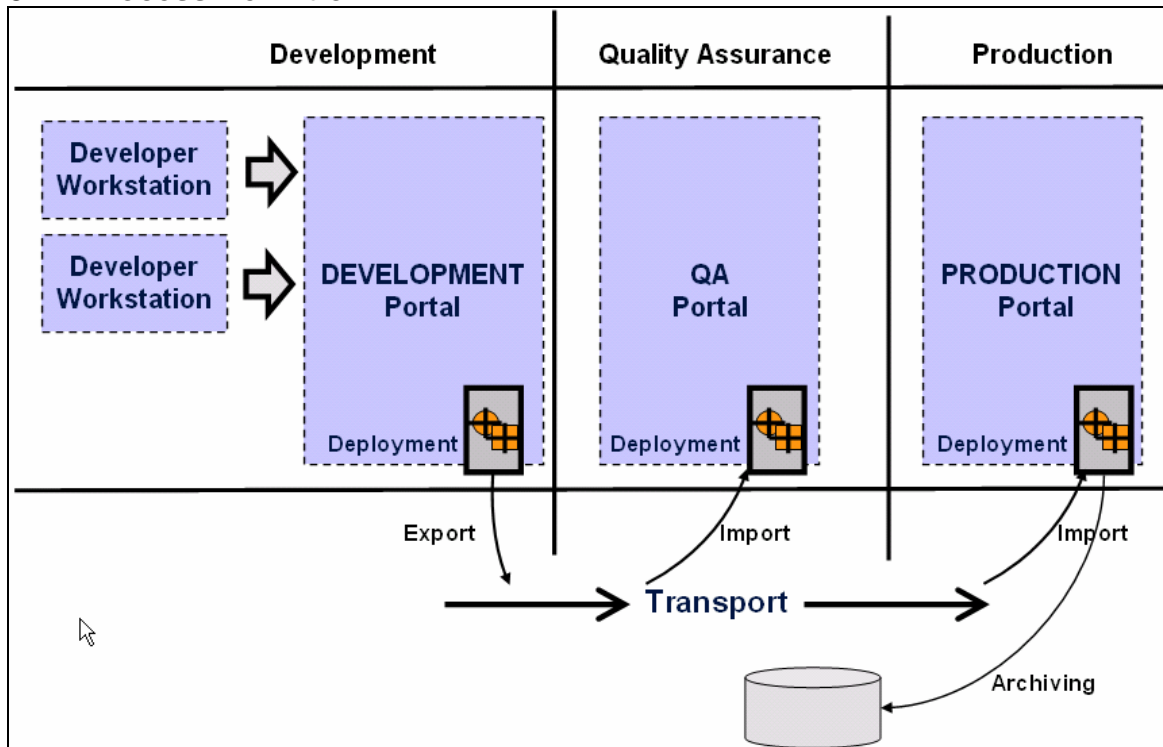 Development
Quality Assurance
Production
Developer
Workstation
Developer
Workstation
DEVELOPMENT
Portal
QA
Portal
PRODUCTION
Portal
Deployment
Deployment
Deployment
Export
Import
Import
Transport
Archiving